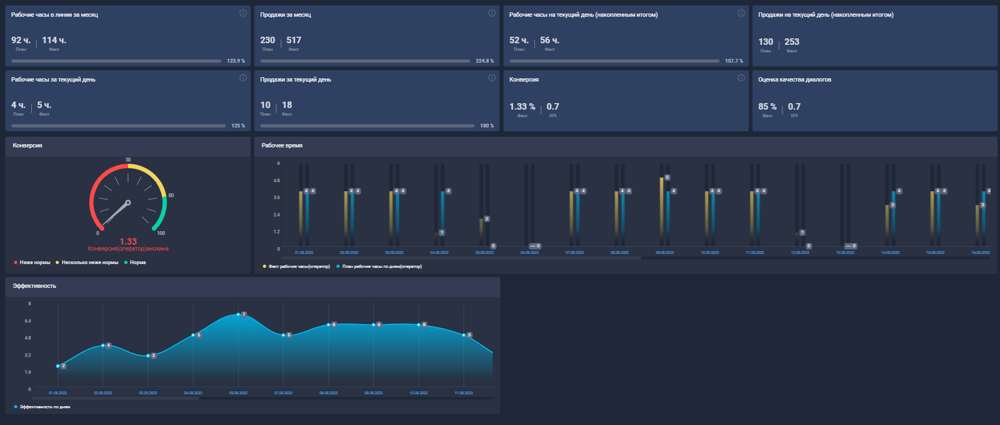 Рабочие часы в линии за месяц
92 ч. 114 ч.
План Факт
123.9 %
Продажи за месяц
230 517
План Факт
224.8 %
Рабочие часы на текущий день (накопленным итогом)
52 ч. 56 ч.
План Факт
107.7 %
Продажи на текущий день (накопленным итогом)
130 253
План Факт
Рабочие часы за текущий день
4 ч. 5 ч.
План Факт
125 %
Продажи за текущий день
10 18
План Факт
180 %
Конверсия
1.33 % 0.7
Факт KPI
Оценка качества диалогов
85 % 0.7
Факт KPI
Конверсия
50
80
0 100
1.33
Конверсия(оператор)анохина
Ниже нормы Несколько ниже нормы Норма
Рабочее время
6
4.8
3.6
2.4
1.2
0
4 4 4 4 4 4 1 4 2 0 — 0 4 4 4 4 5 4 4 4 4 4 1 0 — 0 3 4 4 4 3 4
01.08.2023 02.08.2023 03.08.2023 04.08.2023 05.08.2023 06.08.2023 07.08.2023 08.08.2023 09.08.2023 10.08.2023 11.08.2023 12.08.2023 13.08.2023 14.08.2023 15.08.2023 16.08.2023
Факт рабочие часы(оператор) План рабочие часы по дням(оператор)
Эффективность
8
6.4
4.8
3.2
1.6
0
2 4 3 5 7 5 6 6 6 5
01.08.2023 02.08.2023 03.08.2023 04.08.2023 05.08.2023 07.08.2023 08.08.2023 09.08.2023 10.08.2023 11.08.2023
Эффективность по дням